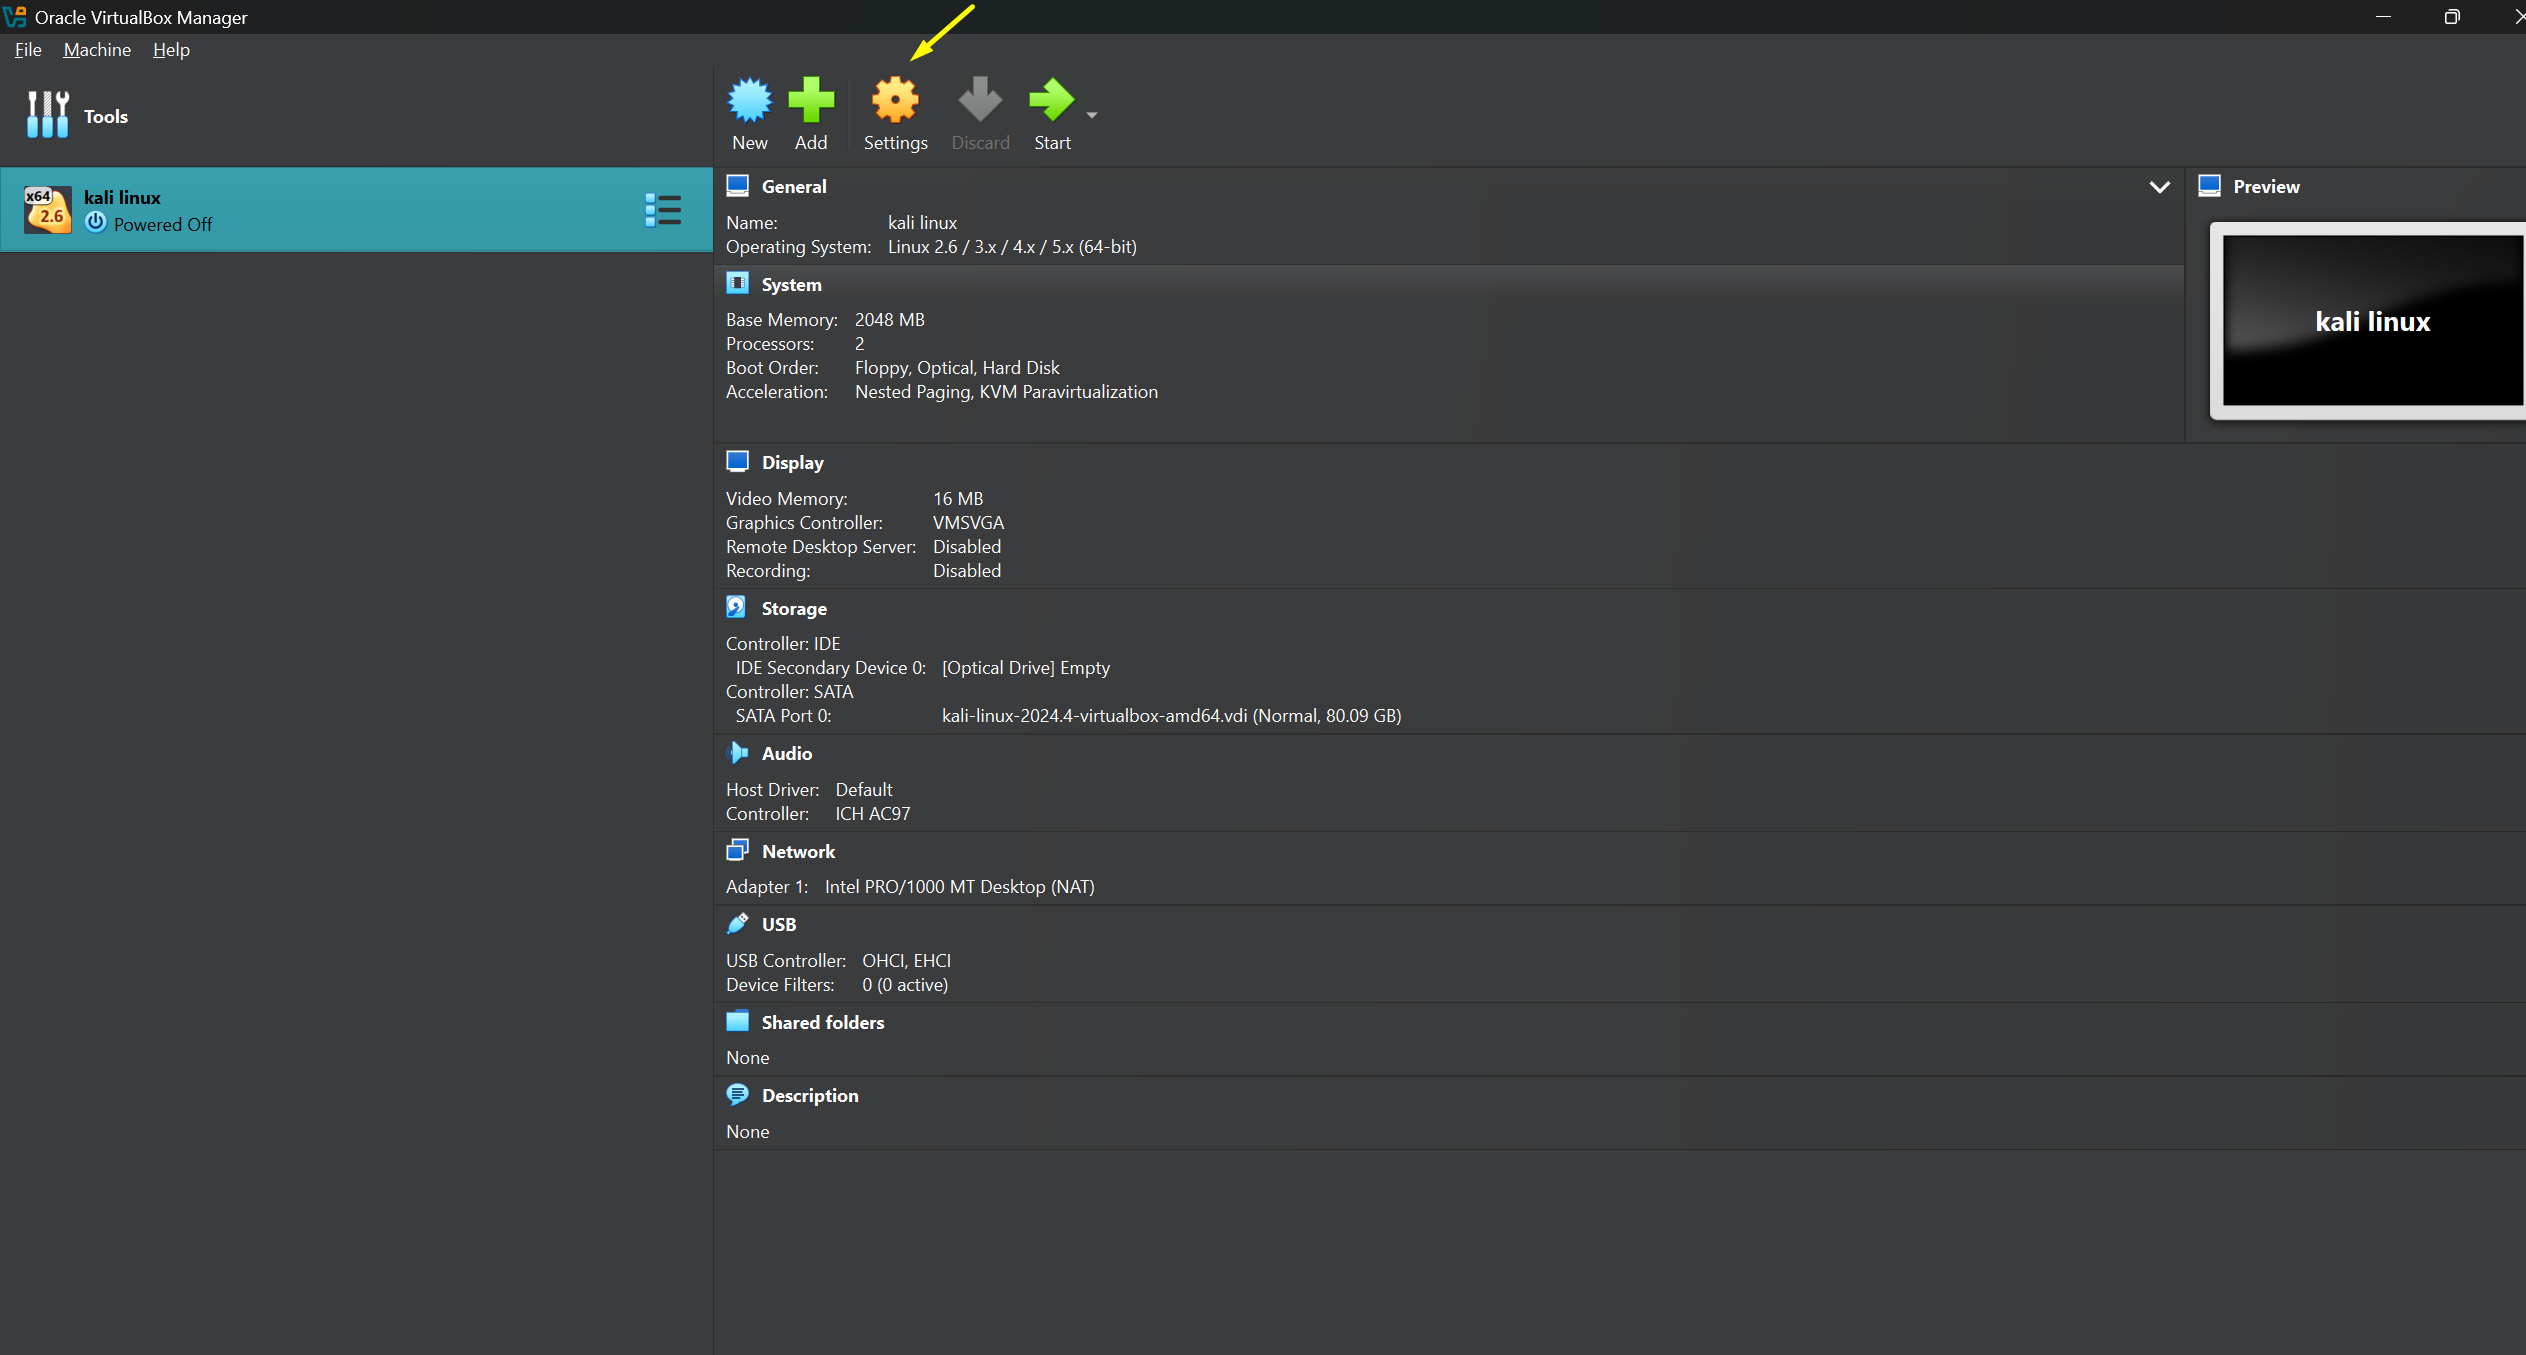 Oracle VirtualBox Manager
File Machine Help
Tools
New Add Settings Discard Start
x64
2.6
kali linux
Powered Off
General
Name: kali linux
Operating System: Linux 2.6 / 3.x / 4.x / 5.x (64-bit)
System
Base Memory: 2048 MB
Processors: 2
Boot Order: Floppy, Optical, Hard Disk
Acceleration: Nested Paging, KVM Paravirtualization
Preview
kali linux
Display
Video Memory: 16 MB
Graphics Controller: VMSVGA
Remote Desktop Server: Disabled
Recording: Disabled
Storage
Controller: IDE
IDE Secondary Device 0: [Optical Drive] Empty
Controller: SATA
SATA Port 0: kali-linux-2024.4-virtualbox-amd64.vdi (Normal, 80.09 GB)
Audio
Host Driver: Default
Controller: ICH AC97
Network
Adapter 1: Intel PRO/1000 MT Desktop (NAT)
USB
USB Controller: OHCI, EHCI
Device Filters: 0 (0 active)
Shared folders
None
Description
None